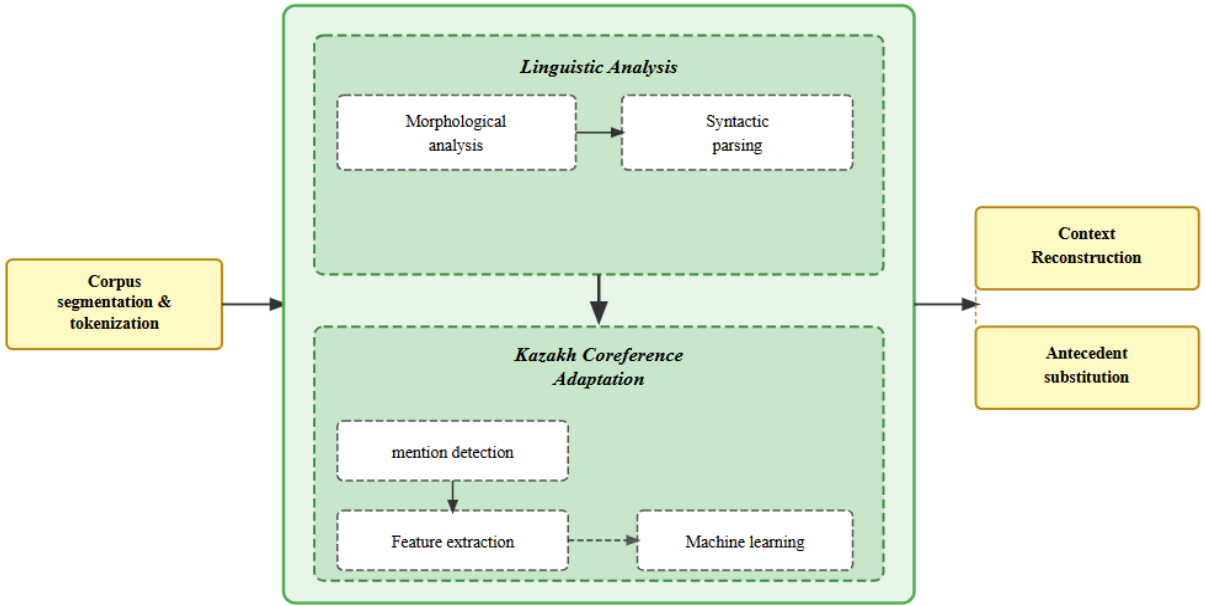 Linguistic Analysis
Morphological
analysis
Syntactic
parsing
Corpus
segmentation &
tokenization
Context
Reconstruction
Kazakh Coreference
Adaptation
Antecedent
substitution
mention detection
Feature extraction
Machine learning